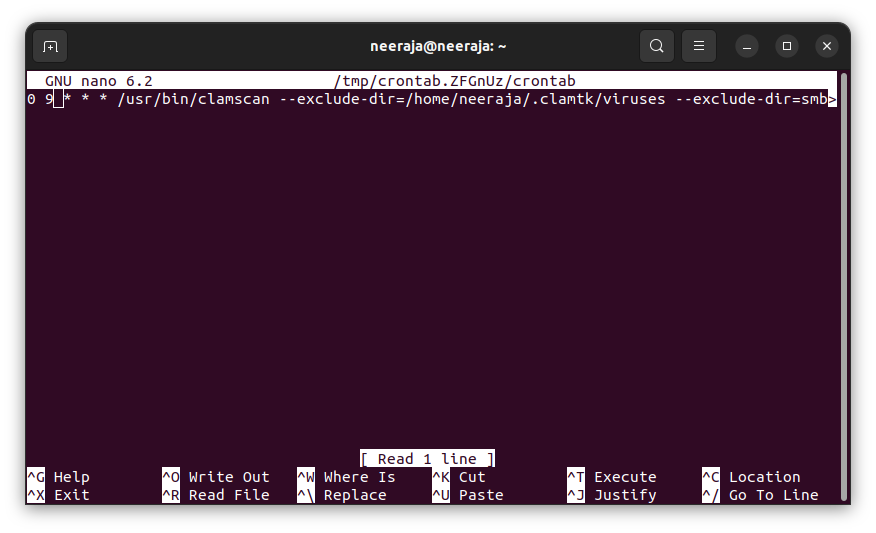 neeraja@neeraja: ~
GNU nano 6.2 /tmp/crontab.ZFGnUz/crontab
0 9 * * * /usr/bin/clamscan --exclude-dir=/home/neeraja/.clamtk/viruses --exclude-dir=smb>
[ Read 1 line ]
^G Help ^O Write Out ^W Where Is ^K Cut ^T Execute ^C Location
^X Exit ^R Read File ^\ Replace ^U Paste ^J Justify ^/ Go To Line